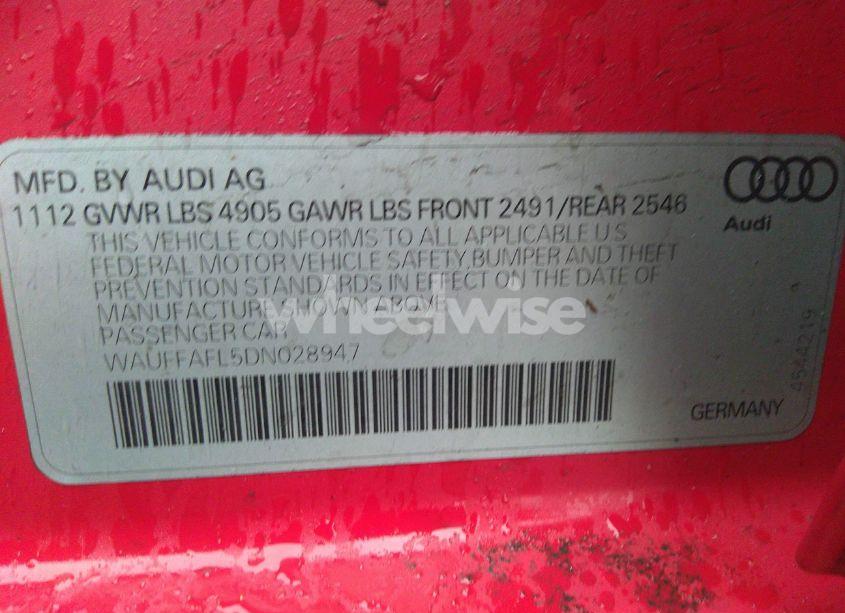 MFD. BY AUDI AG
1112 GVWR LBS 4905 GAWR LBS FRONT 2491/REAR 2546
THIS VEHICLE CONFORMS TO ALL APPLICABLE U S
FEDERAL MOTOR VEHICLE SAFETY, BUMPER AND THEFT
PREVENTION STANDARDS IN EFFECT ON THE DATE OF
MANUFACTURE SHOWN ABOVE
PASSENGER CAR
WAUFFAFL5DN028947
Audi
4544219
GERMANY
wheelwise